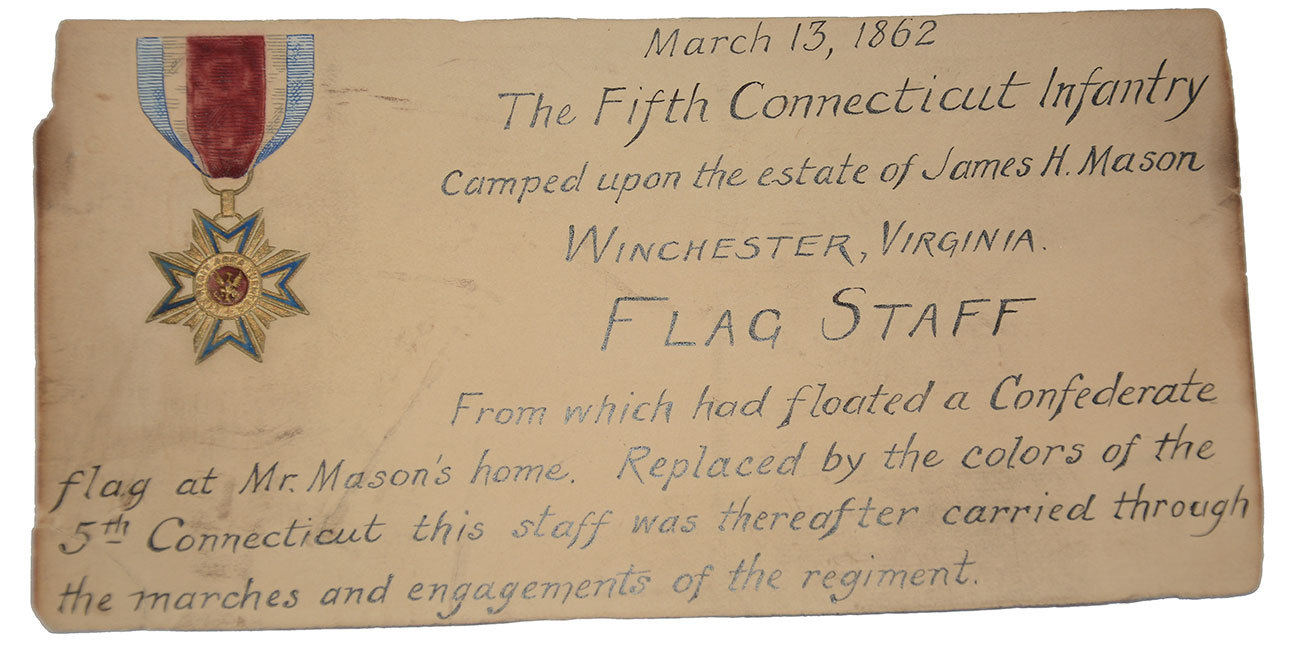 March 13, 1862
The Fifth Connecticut Infantry
camped upon the estate of James H. Mason
WINCHESTER, VIRGINIA.
FLAG STAFF
From which had floated a Confederate
flag at Mr. Mason's home. Replaced by the colors of the
5th Connecticut this staff was thereafter carried through
the marches and engagements of the regiment.